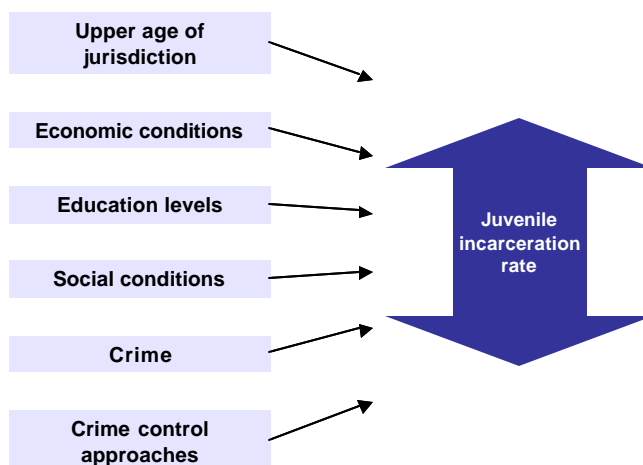 Upper age of
jurisdiction
Economic conditions
Education levels
Social conditions
Crime
Crime control
approaches
Juvenile
incarceration
rate